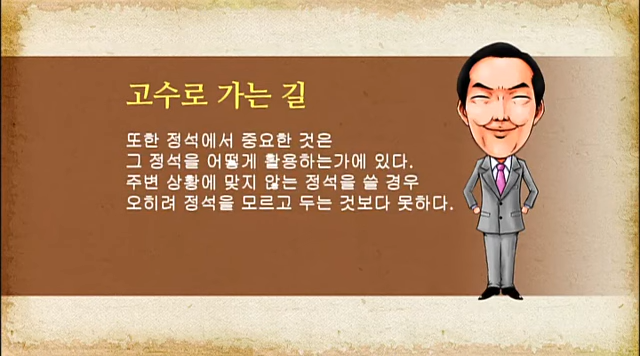 고수로 가는 길
또한 정석에서 중요한 것은
그 정석을 어떻게 활용하는가에 있다.
주변 상황에 맞지 않는 정석을 쓸 경우
오히려 정석을 모르고 두는 것보다 못하다.